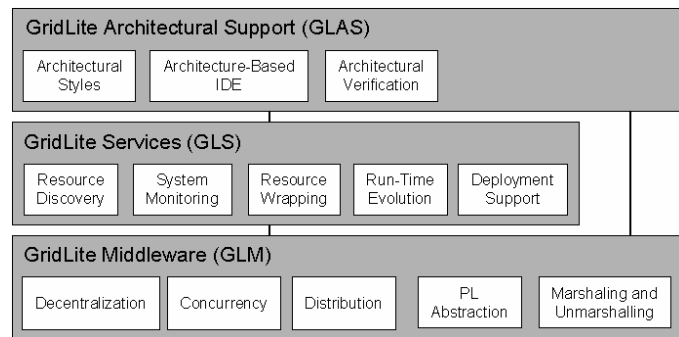 GridLite Architectural Support (GLAS)
Architectural
Styles
Architecture-Based
IDE
Architectural
Verification
GridLite Services (GLS)
Resource
Discovery
System
Monitoring
Resource
Wrapping
Run-Time
Evolution
Deployment
Support
GridLite Middleware (GLM)
Decentralization
Concurrency
Distribution
PL
Abstraction
Marshaling and
Unmarshalling